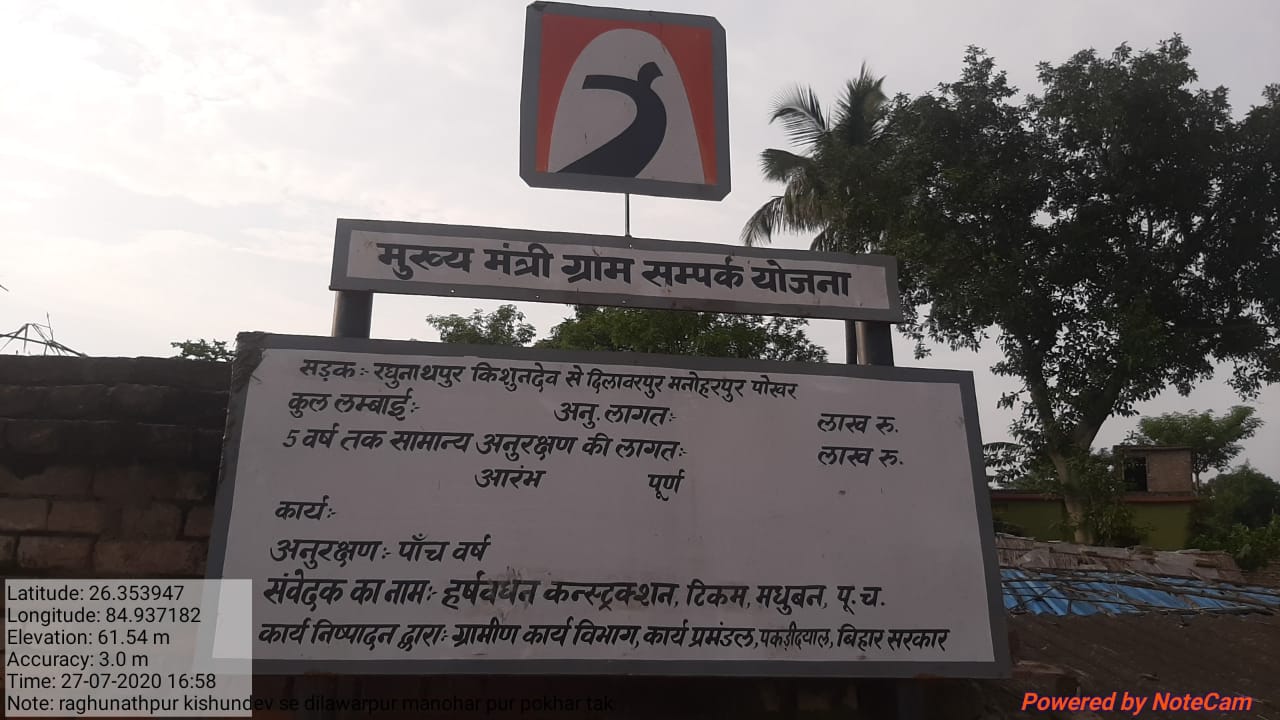 मुख्य मंत्री ग्राम सम्पर्क योजना
सड़क:- रघुनाथपुर किशुनदेव से दिलावरपुर मनोहरपुर पोखर
कुल लम्बाई:- अनु. लागत:- लाख रु.
5 वर्ष तक सामान्य अनुरक्षण की लागत:- लाख रु.
आरंभ पूर्ण
कार्य:-
अनुरक्षण:- पाँच वर्ष
संवेदक का नाम:- हर्षवर्धन कन्स्ट्रक्शन, टिकम, मधुबन, पू. च.
कार्य निष्पादन द्वारा:- ग्रामीण कार्य विभाग, कार्य प्रमंडल, पकड़ीदयाल, बिहार सरकार
Latitude: 26.353947
Longitude: 84.937182
Elevation: 61.54 m
Accuracy: 3.0 m
Time: 27-07-2020 16:58
Note: raghunathpur kishundev se dilawarpur manohar pur pokhar tak
Powered by NoteCam